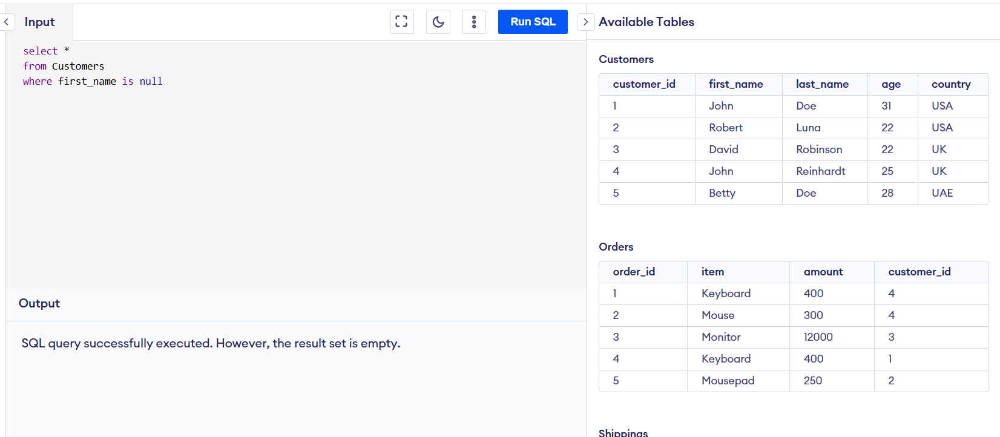 Input
Run SQL
select *
from Customers
where first_name is null
Output
SQL query successfully executed. However, the result set is empty.
Available Tables
Customers
customer_id first_name last_name age country
1 John Doe 31 USA
2 Robert Luna 22 USA
3 David Robinson 22 UK
4 John Reinhardt 25 UK
5 Betty Doe 28 UAE
Orders
order_id item amount customer_id
1 Keyboard 400 4
2 Mouse 300 4
3 Monitor 12000 3
4 Keyboard 400 1
5 Mousepad 250 2
Shippings